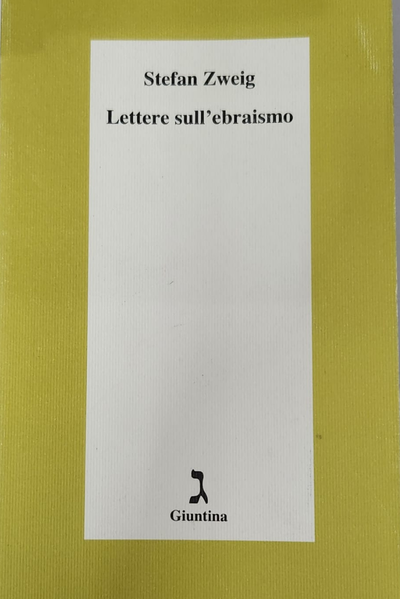 Stefan Zweig
Lettere sull'ebraismo
ג
Giuntina